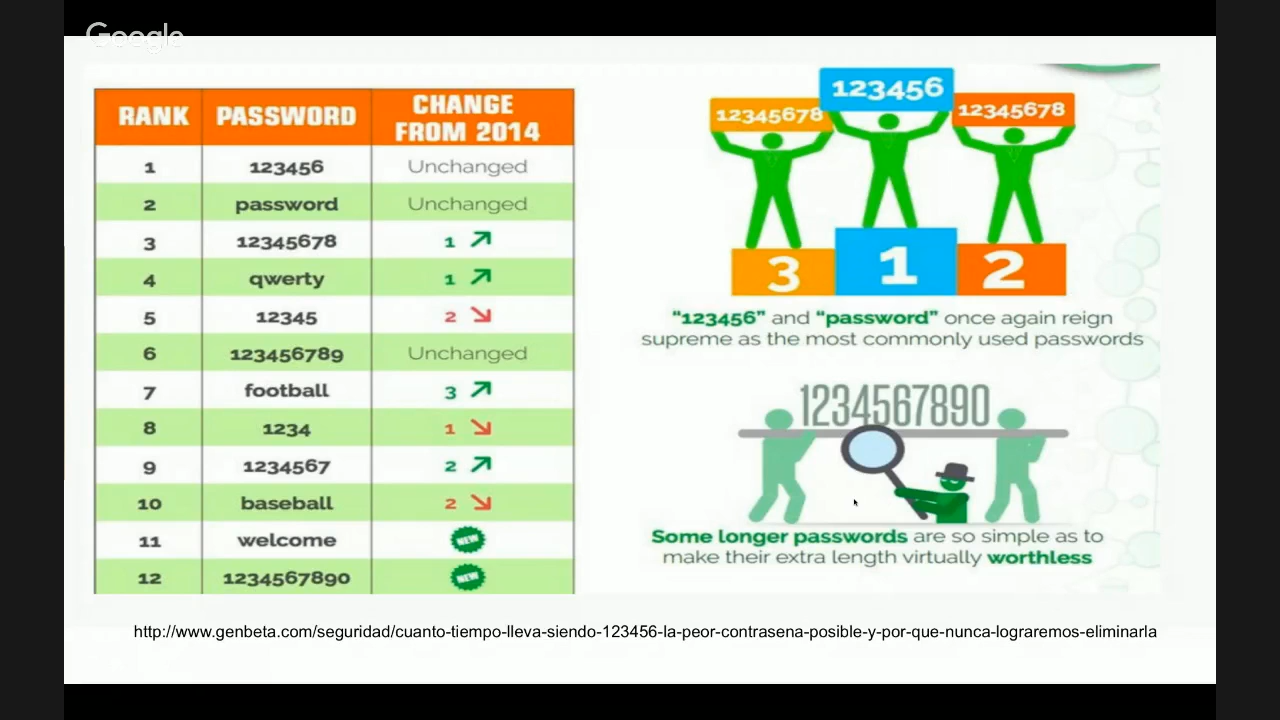 Google
RANK PASSWORD CHANGE FROM 2014
1 123456 Unchanged
2 password Unchanged
3 12345678 1
4 qwerty 1
5 12345 2
6 123456789 Unchanged
7 football 3
8 1234 1
9 1234567 2
10 baseball 2
11 welcome NEW
12 1234567890 NEW
123456
12345678
12345678
3 1 2
“123456” and “password” once again reign
supreme as the most commonly used passwords
1234567890
Some longer passwords are so simple as to
make their extra length virtually worthless
http://www.genbeta.com/seguridad/cuanto-tiempo-lleva-siendo-123456-la-peor-contrasena-posible-y-por-que-nunca-lograremos-eliminarla